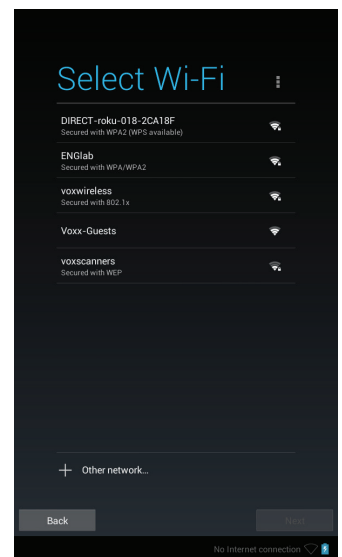 Select Wi-Fi
DIRECT-roku-018-2CA18F
Secured with WPA2 (WPS available)
ENGlab
Secured with WPA/WPA2
voxwireless
Secured with 802.1x
Voxx-Guests
voxscanners
Secured with WEP
Other network...
Back
Next
No Internet connection